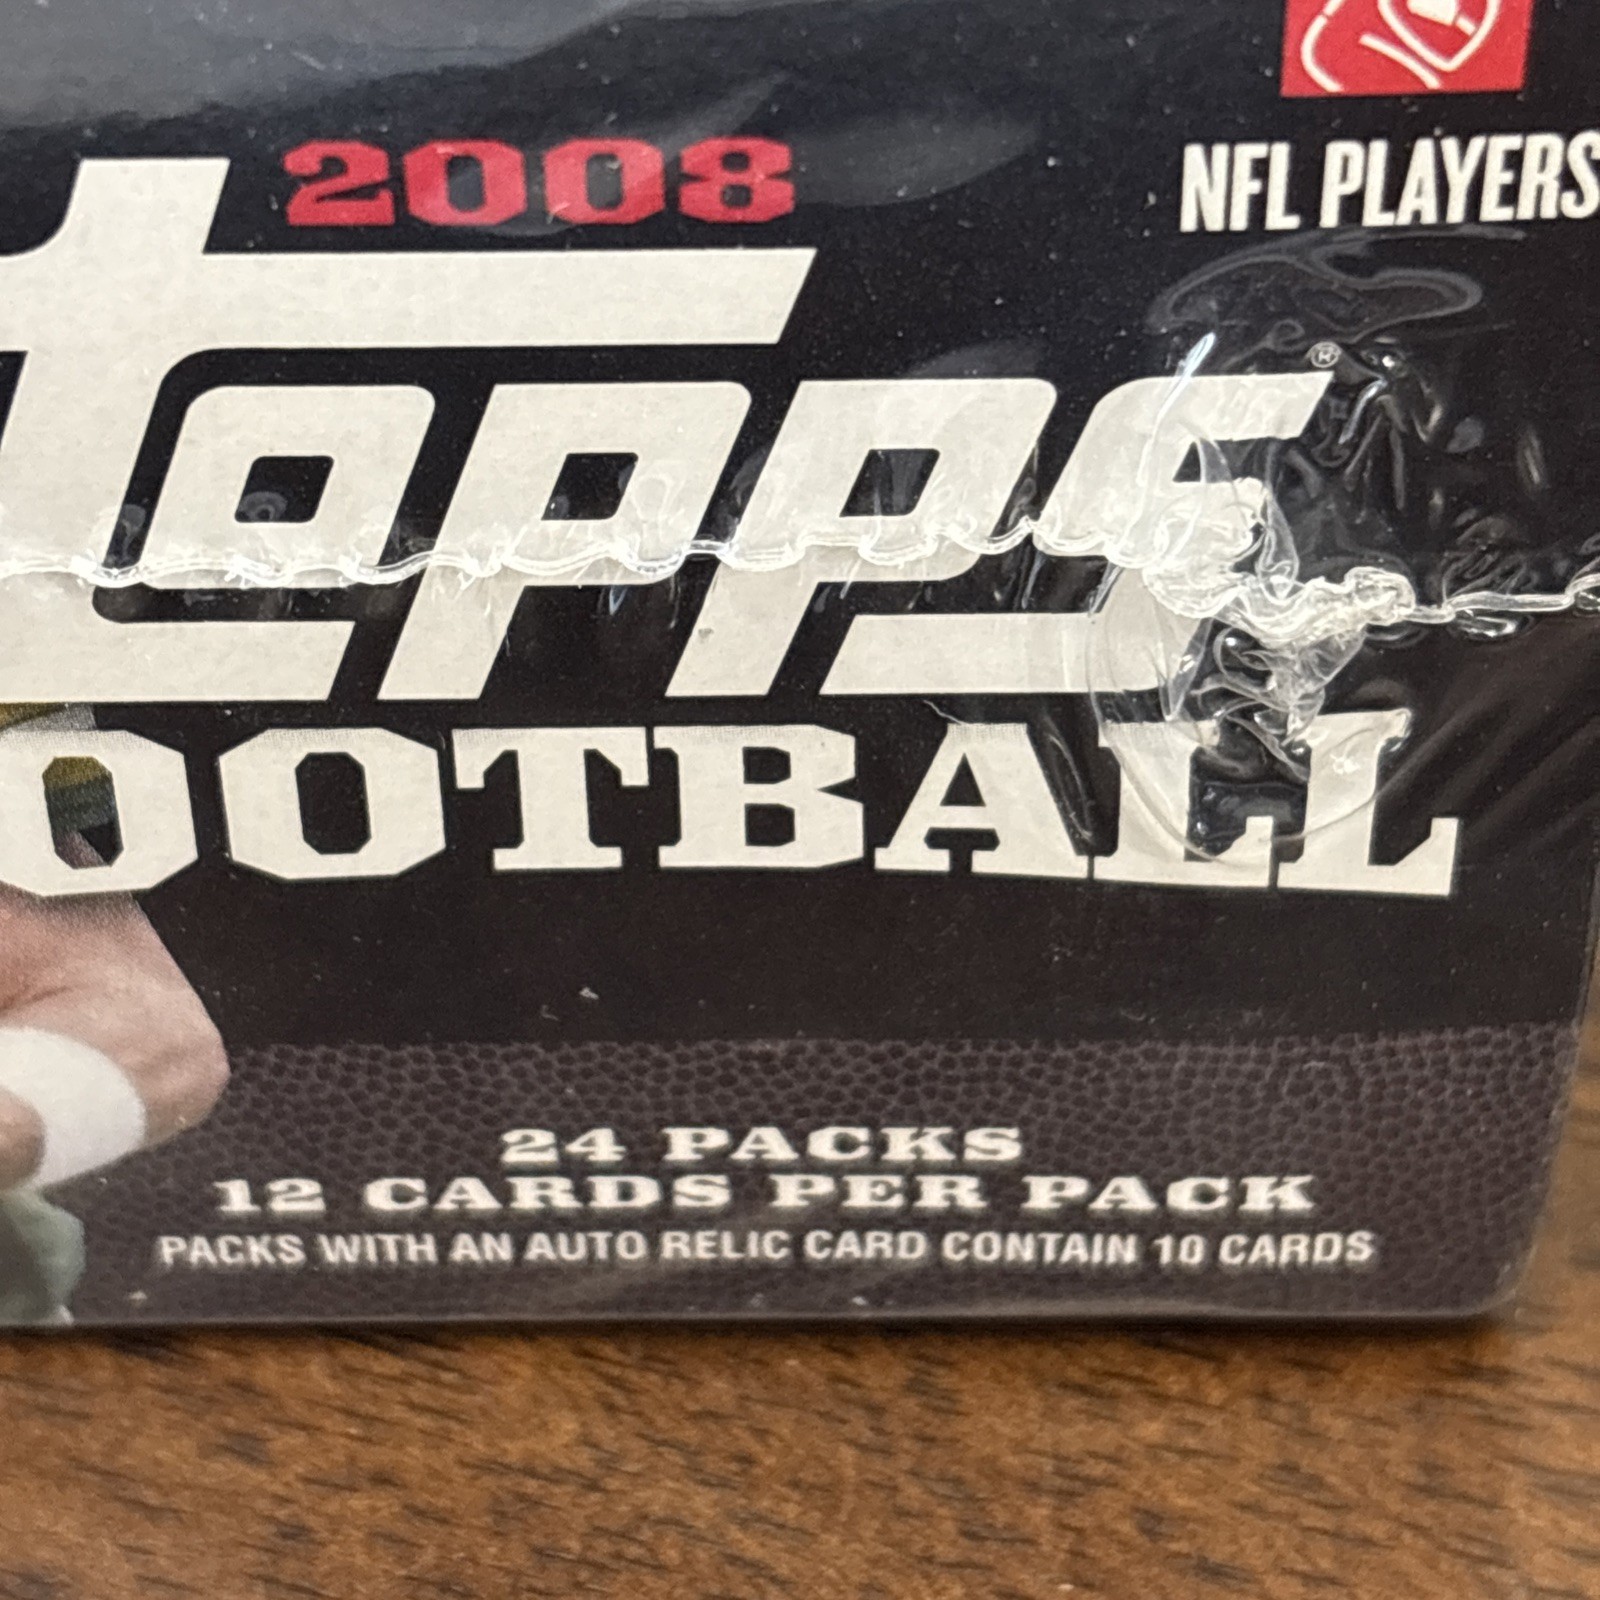 NFL PLAYERS
2008
topps®
OOTBALL
24 PACKS
12 CARDS PER PACK
PACKS WITH AN AUTO RELIC CARD CONTAIN 10 CARDS